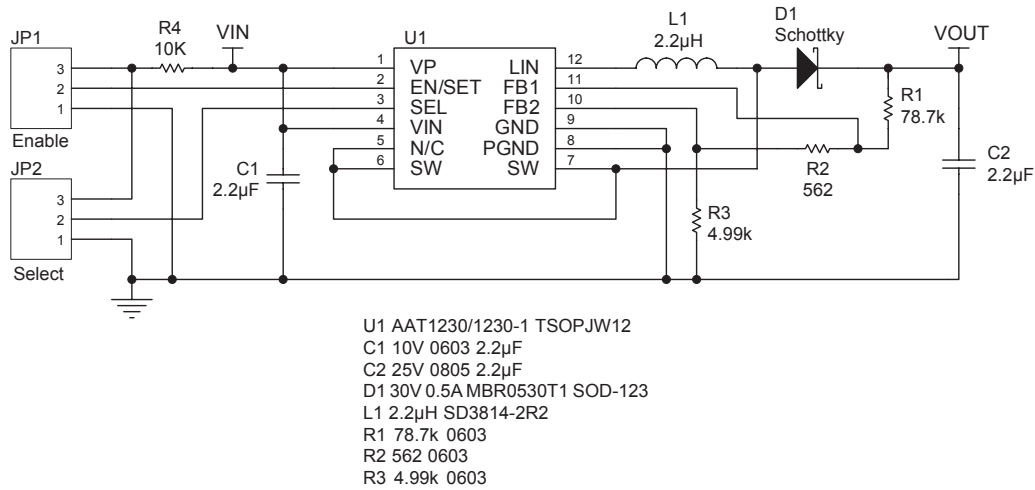 JP1
3
2
1
Enable
JP2
3
2
1
Select
R4
10K
VIN
C1
2.2µF
U1
1 VP LIN 12
2 EN/SET FB1 11
3 SEL FB2 10
4 VIN GND 9
5 N/C PGND 8
6 SW SW 7
L1
2.2µH
D1
Schottky
VOUT
R1
78.7k
R2
562
C2
2.2µF
R3
4.99k
U1 AAT1230/1230-1 TSOPJW12
C1 10V 0603 2.2µF
C2 25V 0805 2.2µF
D1 30V 0.5A MBR0530T1 SOD-123
L1 2.2µH SD3814-2R2
R1 78.7k 0603
R2 562 0603
R3 4.99k 0603